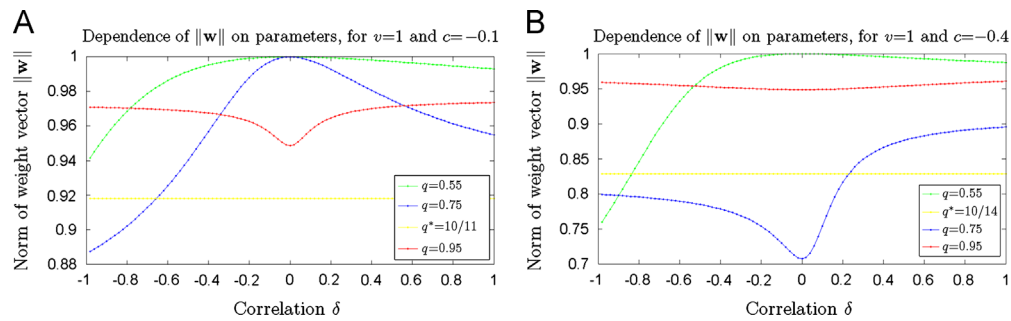 A
Dependence of ‖w‖ on parameters, for v=1 and c=−0.1
Norm of weight vector ‖w‖
1
0.98
0.96
0.94
0.92
0.9
0.88
-1 -0.8 -0.6 -0.4 -0.2 0 0.2 0.4 0.6 0.8 1
Correlation δ
q=0.55
q=0.75
q*=10/11
q=0.95
B
Dependence of ‖w‖ on parameters, for v=1 and c=−0.4
Norm of weight vector ‖w‖
1
0.95
0.9
0.85
0.8
0.75
0.7
-1 -0.8 -0.6 -0.4 -0.2 0 0.2 0.4 0.6 0.8 1
Correlation δ
q=0.55
q*=10/14
q=0.75
q=0.95